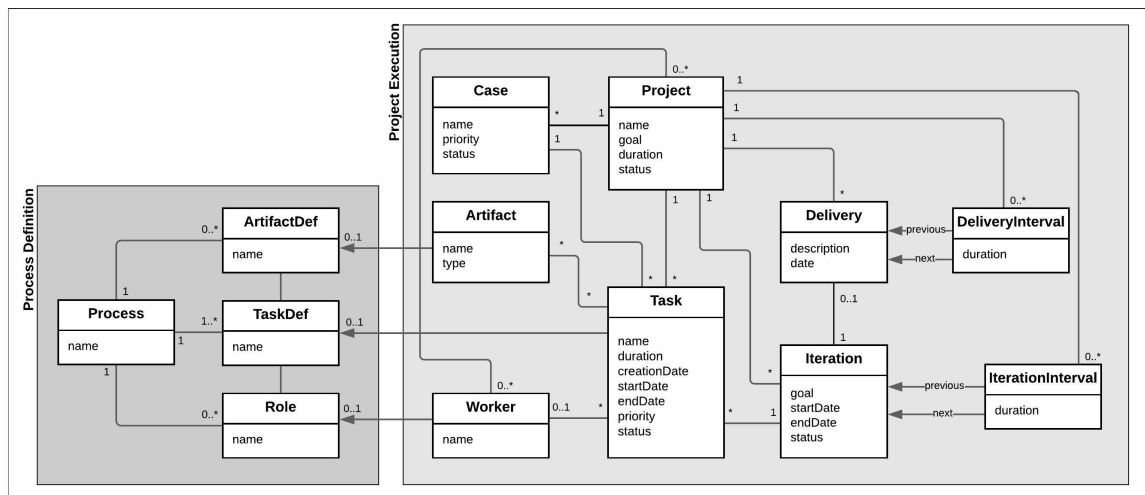 Project Execution
0..*
Case
name
priority
status
*
1
1
Project
name
goal
duration
status
1
1
1
1
1
Process Definition
ArtifactDef
name
0..*
0..1
Artifact
name
type
*
*
*
*
Delivery
description
date
*
previous
next
0..*
DeliveryInterval
duration
Process
name
1
1
1
1..*
TaskDef
name
0..1
Task
name
duration
creationDate
startDate
endDate
priority
status
0..1
1
Iteration
goal
startDate
endDate
status
*
*
1
previous
next
0..*
IterationInterval
duration
0..*
Role
name
0..1
0..*
Worker
name
0..1
*